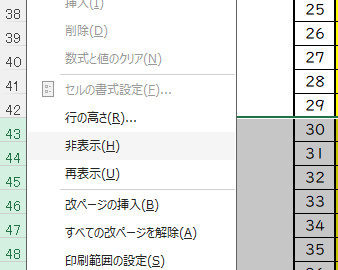 38 挿入(I) 25
39 削除(D) 26
40 数式と値のクリア(N) 27
41 セルの書式設定(F)... 28
42 行の高さ(R)... 29
43 非表示(H) 30
44 再表示(U) 31
45 32
46 改ページの挿入(B) 33
47 すべての改ページを解除(A) 34
48 印刷範囲の設定(S) 35